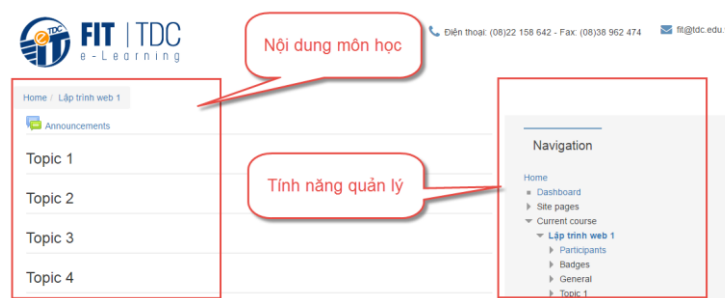 eTDC
FIT | TDC
e-Learning
Nội dung môn học
Điện thoại: (08)22 158 642 - Fax: (08)38 962 474
fit@tdc.edu.
Home / Lập trình web 1
Announcements
Topic 1
Topic 2
Topic 3
Topic 4
Tính năng quản lý
Navigation
Home
Dashboard
Site pages
Current course
Lập trình web 1
Participants
Badges
General
Topic 1